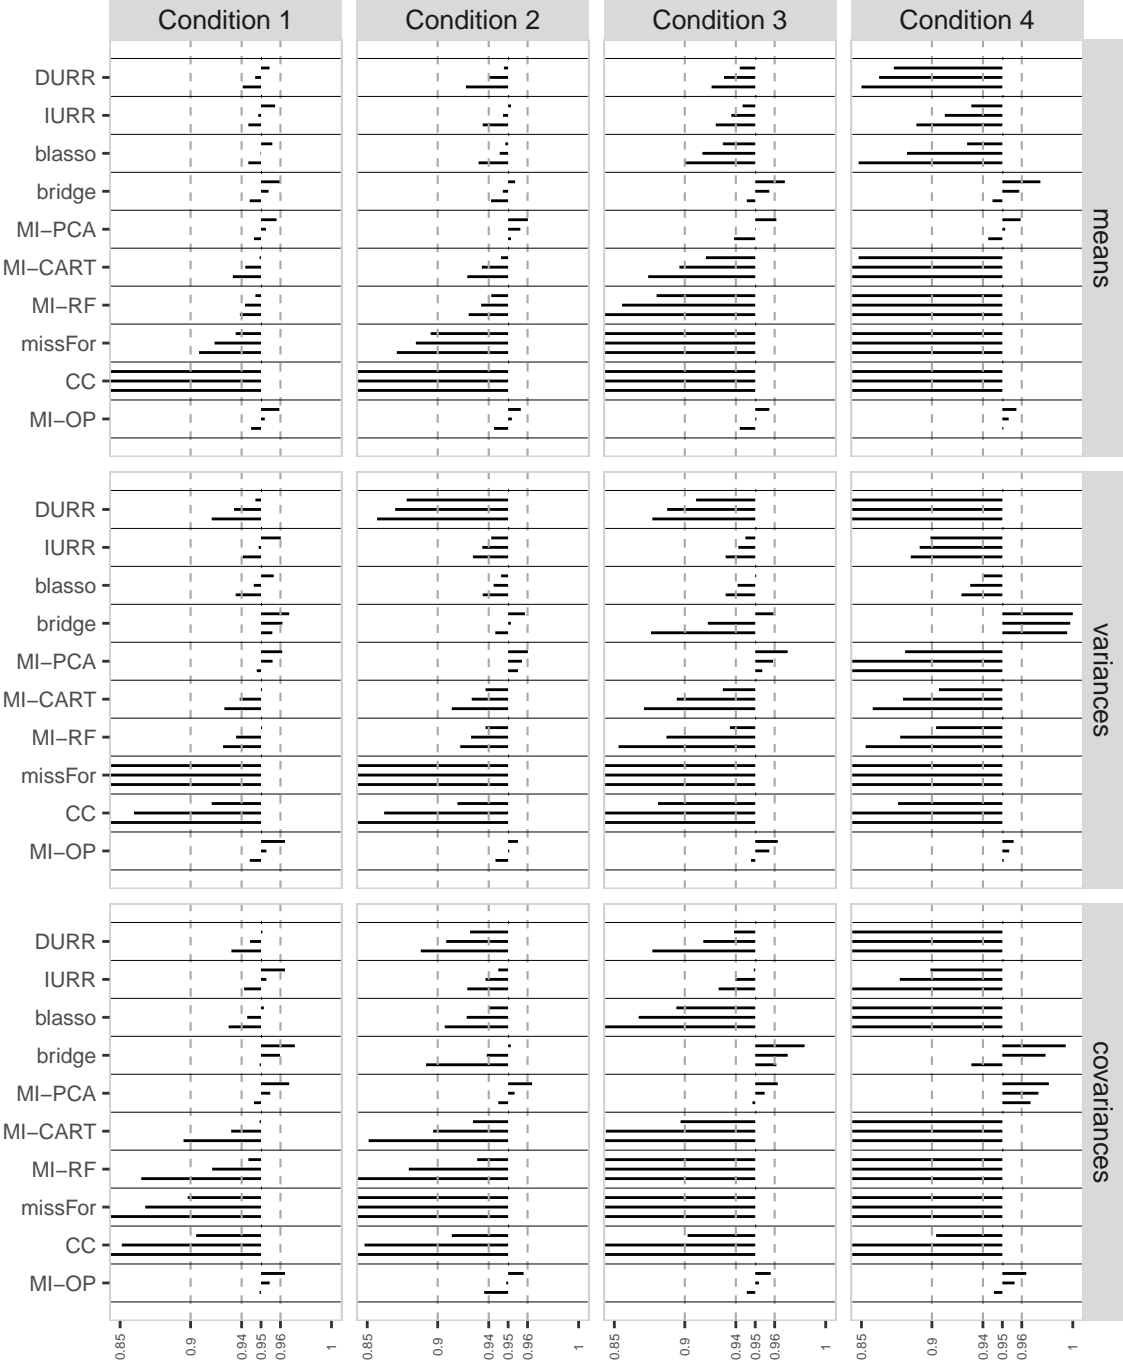 Condition 1 Condition 2 Condition 3 Condition 4
DURR
IURR
blasso
bridge
MI−PCA
MI−CART
MI−RF
missFor
CC
MI−OP
means
DURR
IURR
blasso
bridge
MI−PCA
MI−CART
MI−RF
missFor
CC
MI−OP
variances
DURR
IURR
blasso
bridge
MI−PCA
MI−CART
MI−RF
missFor
CC
MI−OP
covariances
0.85 0.9 0.94 0.95 0.96 1 0.85 0.9 0.94 0.95 0.96 1 0.85 0.9 0.94 0.95 0.96 1 0.85 0.9 0.94 0.95 0.96 1